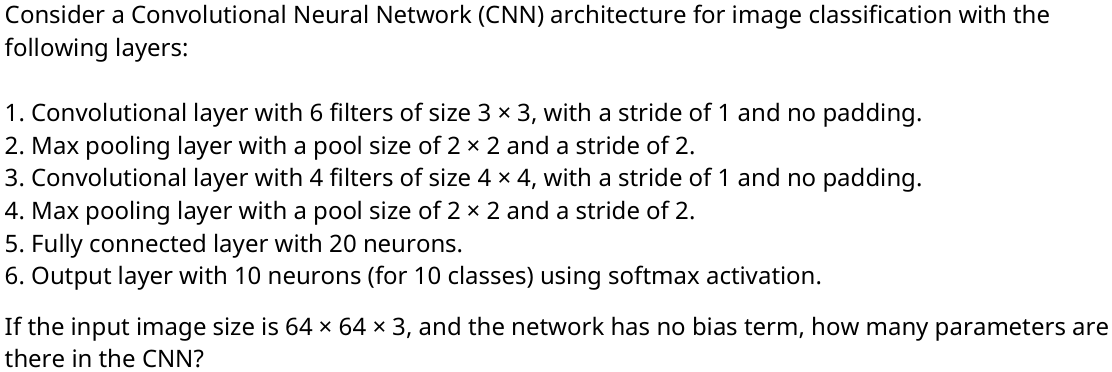 Consider a Convolutional Neural Network (CNN) architecture for image classification with the
following layers:
1. Convolutional layer with 6 filters of size 3 × 3, with a stride of 1 and no padding.
2. Max pooling layer with a pool size of 2 × 2 and a stride of 2.
3. Convolutional layer with 4 filters of size 4 × 4, with a stride of 1 and no padding.
4. Max pooling layer with a pool size of 2 × 2 and a stride of 2.
5. Fully connected layer with 20 neurons.
6. Output layer with 10 neurons (for 10 classes) using softmax activation.
If the input image size is 64 × 64 × 3, and the network has no bias term, how many parameters are
there in the CNN?